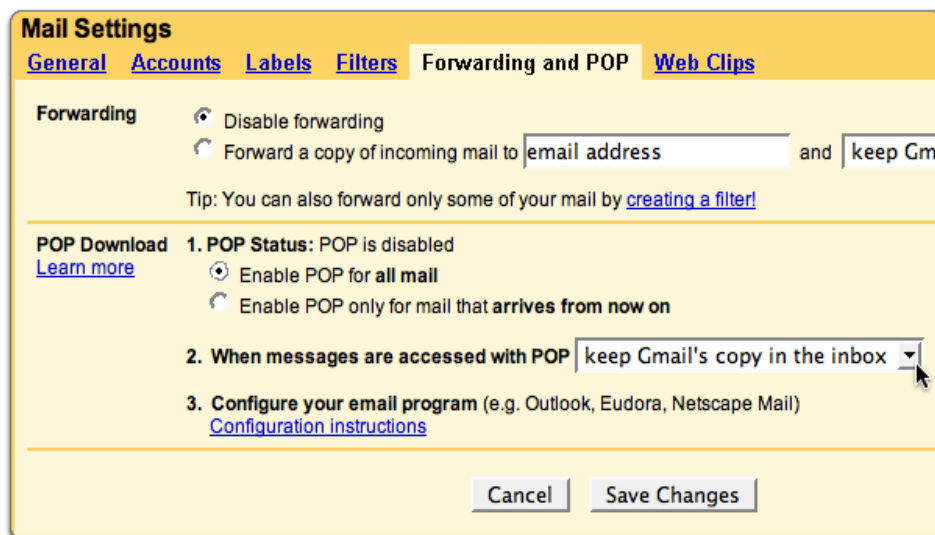 Mail Settings
General Accounts Labels Filters Forwarding and POP Web Clips
Forwarding
Disable forwarding
Forward a copy of incoming mail to email address and keep Gm
Tip: You can also forward only some of your mail by creating a filter!
POP Download 1. POP Status: POP is disabled
Learn more
Enable POP for all mail
Enable POP only for mail that arrives from now on
2. When messages are accessed with POP keep Gmail's copy in the inbox
3. Configure your email program (e.g. Outlook, Eudora, Netscape Mail)
Configuration instructions
Cancel Save Changes